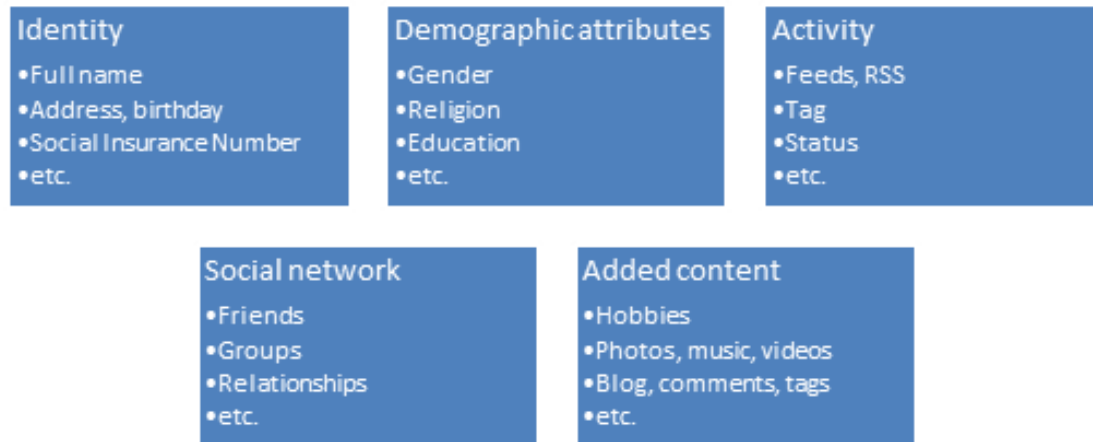 Identity
•Full name
•Address, birthday
•Social Insurance Number
•etc.
Demographic attributes
•Gender
•Religion
•Education
•etc.
Activity
•Feeds, RSS
•Tag
•Status
•etc.
Social network
•Friends
•Groups
•Relationships
•etc.
Added content
•Hobbies
•Photos, music, videos
•Blog, comments, tags
•etc.